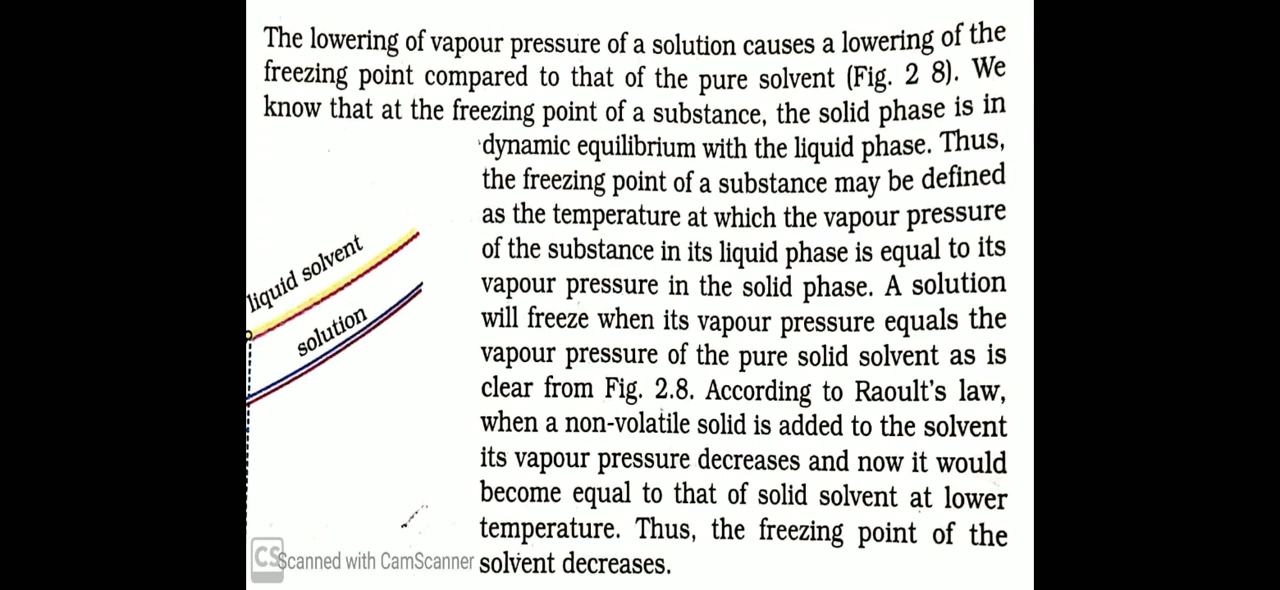 The lowering of vapour pressure of a solution causes a lowering of the
freezing point compared to that of the pure solvent (Fig. 2 8). We
know that at the freezing point of a substance, the solid phase is in
dynamic equilibrium with the liquid phase. Thus,
the freezing point of a substance may be defined
as the temperature at which the vapour pressure
of the substance in its liquid phase is equal to its
vapour pressure in the solid phase. A solution
will freeze when its vapour pressure equals the
vapour pressure of the pure solid solvent as is
clear from Fig. 2.8. According to Raoult's law,
when a non-volatile solid is added to the solvent
its vapour pressure decreases and now it would
become equal to that of solid solvent at lower
temperature. Thus, the freezing point of the
solvent decreases.
liquid solvent
solution
CS Scanned with CamScanner